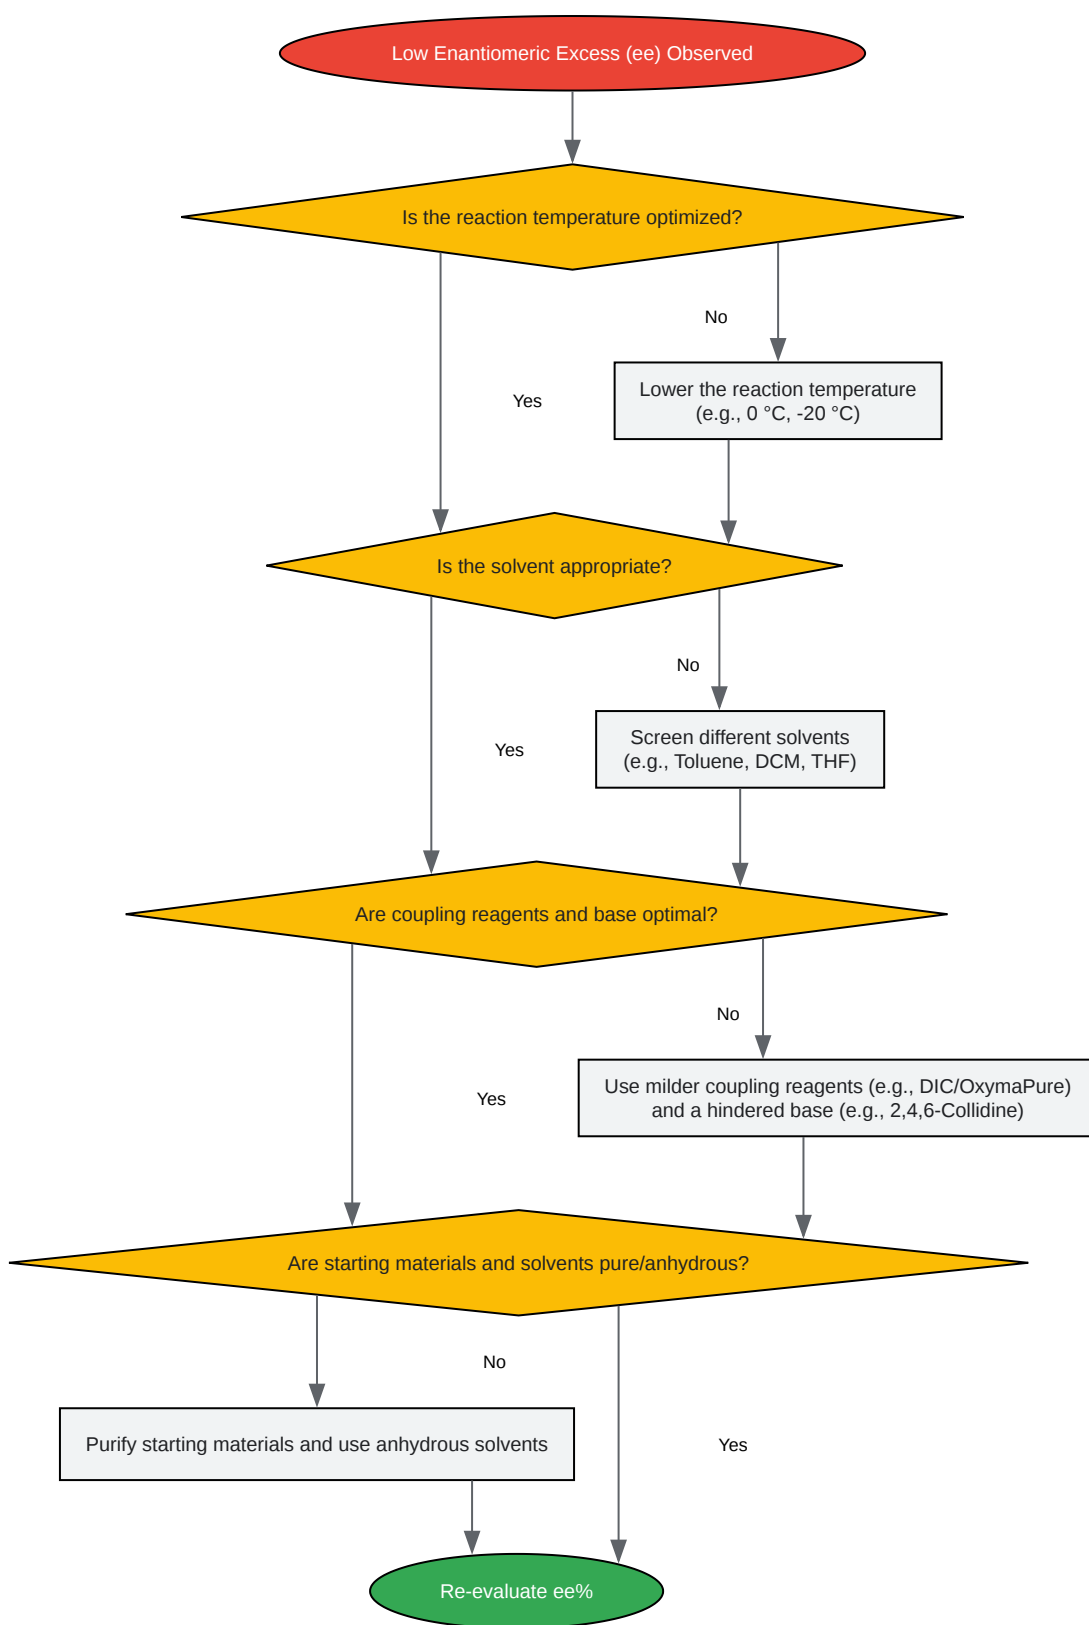 Low Enantiomeric Excess (ee) Observed
Is the reaction temperature optimized?
No
Lower the reaction temperature
(e.g., 0 °C, -20 °C)
Yes
Is the solvent appropriate?
No
Screen different solvents
(e.g., Toluene, DCM, THF)
Yes
Are coupling reagents and base optimal?
No
Use milder coupling reagents (e.g., DIC/OxymaPure)
and a hindered base (e.g., 2,4,6-Collidine)
Yes
Are starting materials and solvents pure/anhydrous?
No
Purify starting materials and use anhydrous solvents
Yes
Re-evaluate ee%